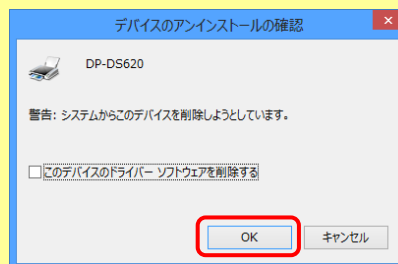 デバイスのアンインストールの確認
DP-DS620
警告: システムからこのデバイスを削除しようとしています。
このデバイスのドライバー ソフトウェアを削除する
OK
キャンセル